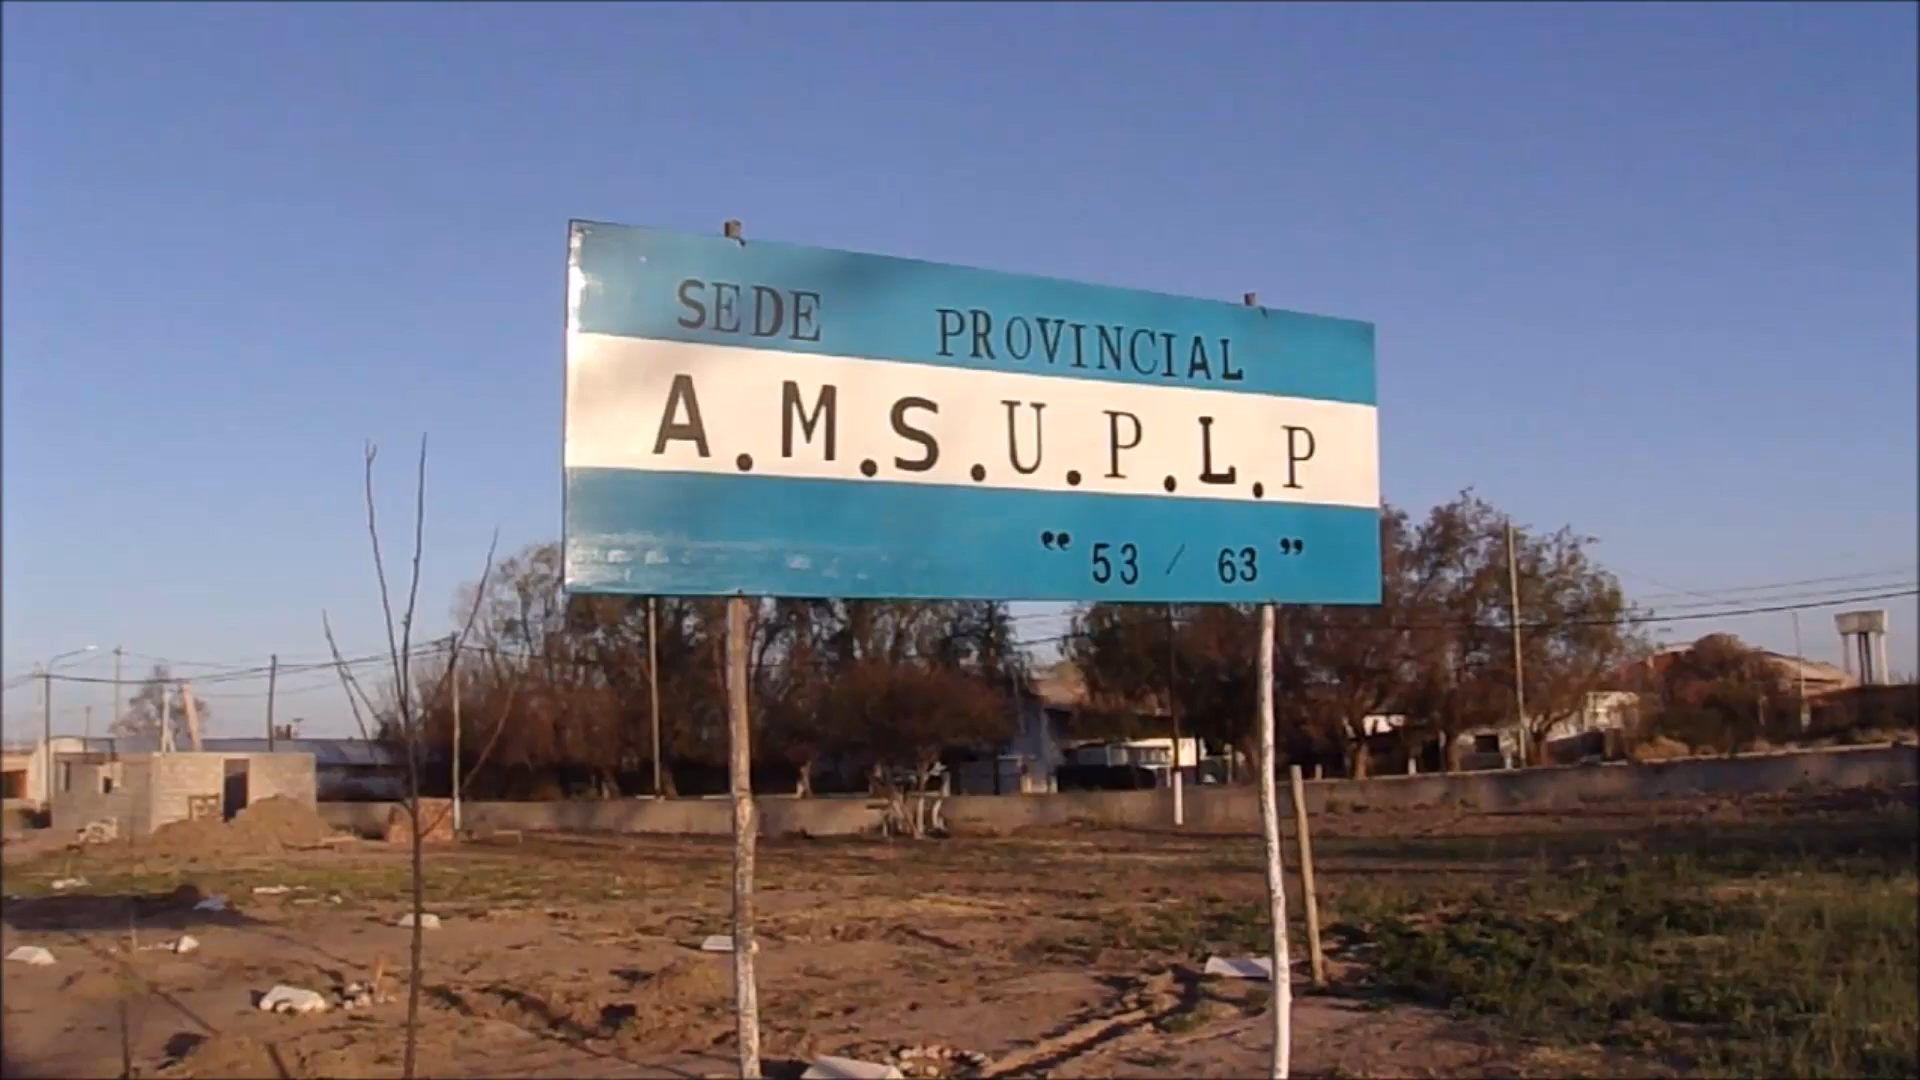 SEDE PROVINCIAL
A.M.S.U.P.L.P
“ 53 / 63 ”